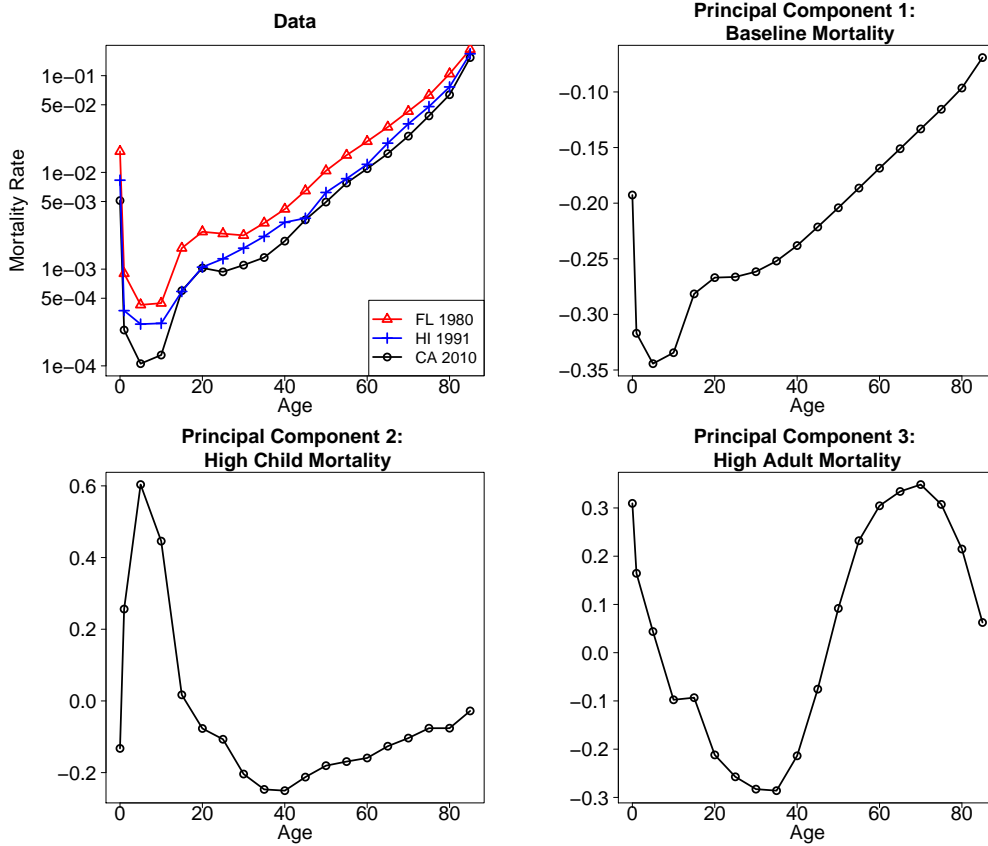 Data
Mortality Rate
1e−01
5e−02
1e−02
5e−03
1e−03
5e−04
1e−04
FL 1980
HI 1991
CA 2010
0 20 40 60 80
Age
Principal Component 1:
Baseline Mortality
−0.10
−0.15
−0.20
−0.25
−0.30
−0.35
0 20 40 60 80
Age
Principal Component 2:
High Child Mortality
0.6
0.4
0.2
0.0
−0.2
0 20 40 60 80
Age
Principal Component 3:
High Adult Mortality
0.3
0.2
0.1
0.0
−0.1
−0.2
−0.3
0 20 40 60 80
Age